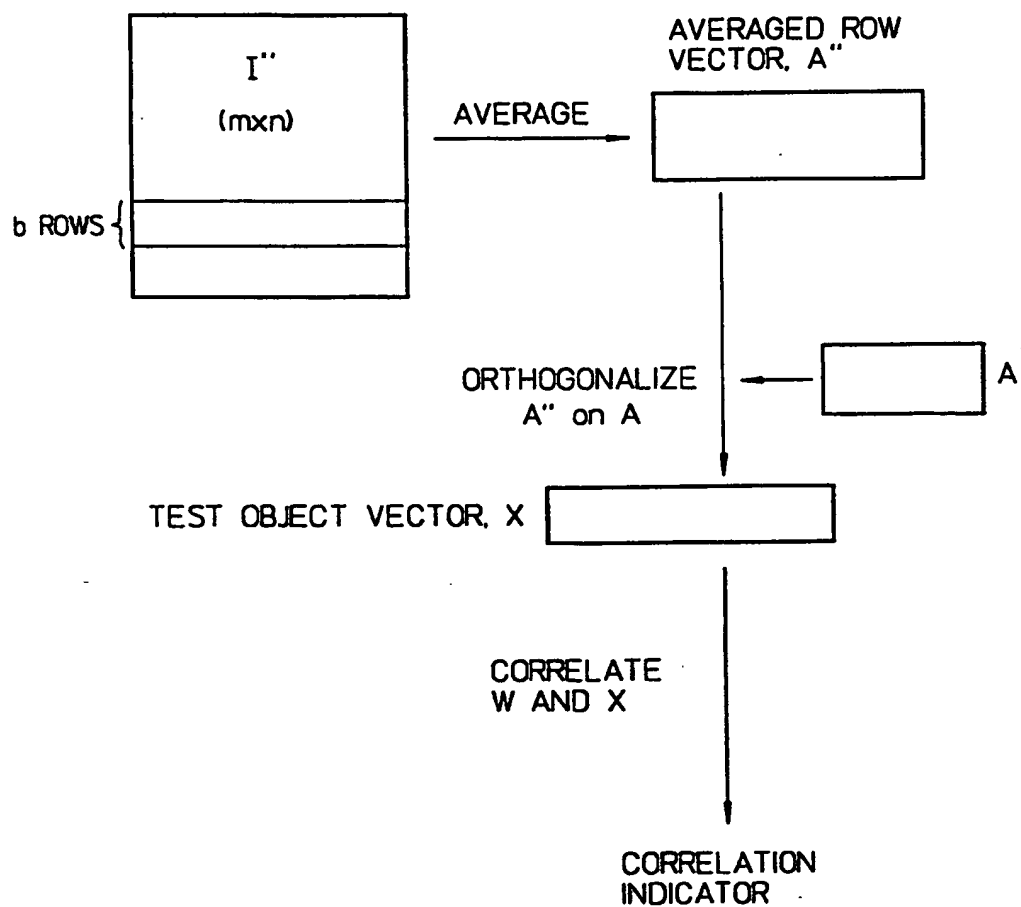 I''
(mxn)
b ROWS
AVERAGE
AVERAGED ROW
VECTOR, A''
ORTHOGONALIZE
A'' on A
A
TEST OBJECT VECTOR, X
CORRELATE
W AND X
CORRELATION
INDICATOR